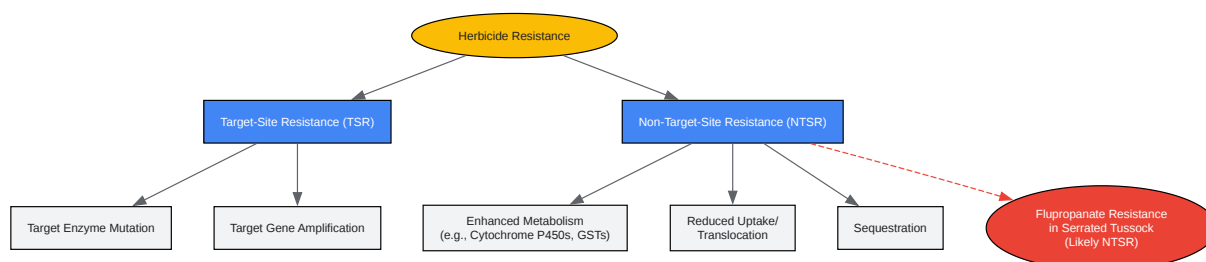 Herbicide Resistance
Target-Site Resistance (TSR)
Non-Target-Site Resistance (NTSR)
Target Enzyme Mutation
Target Gene Amplification
Enhanced Metabolism
(e.g., Cytochrome P450s, GSTs)
Reduced Uptake/
Translocation
Sequestration
Flupropanate Resistance
in Serrated Tussock
(Likely NTSR)